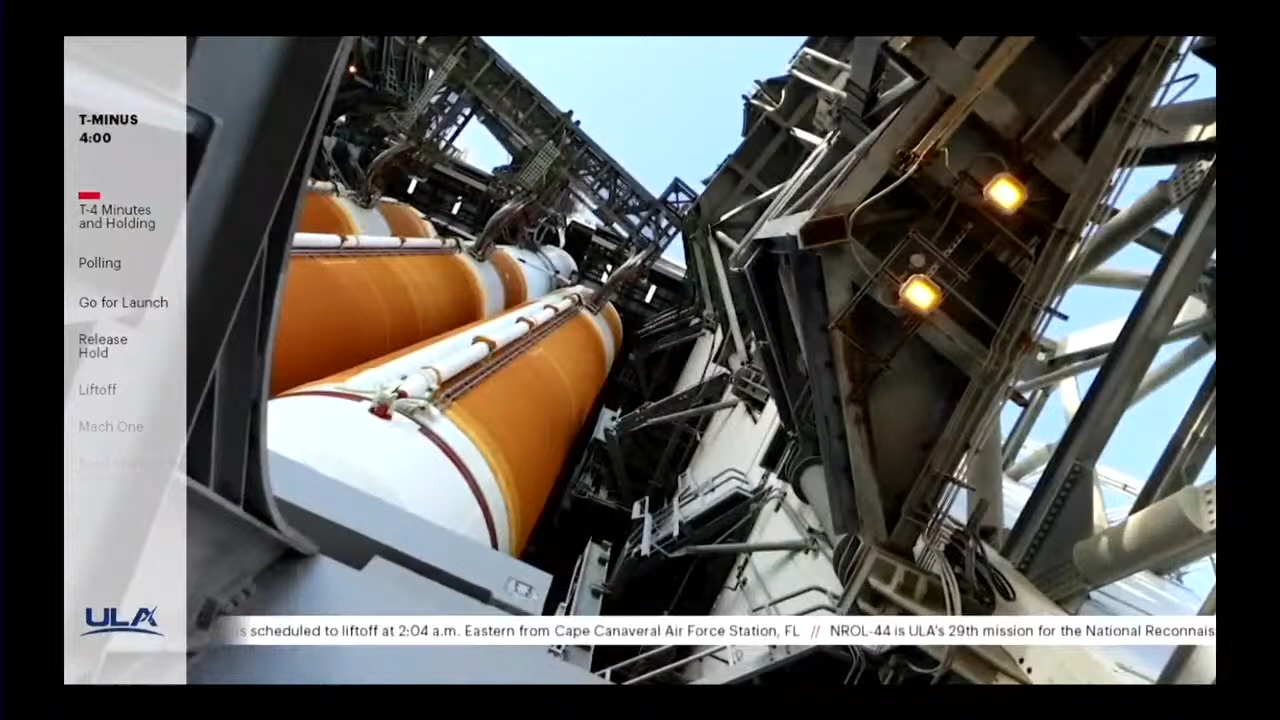 T-MINUS
4:00
T-4 Minutes
and Holding
Polling
Go for Launch
Release
Hold
Liftoff
Mach One
ULA
is scheduled to liftoff at 2:04 a.m. Eastern from Cape Canaveral Air Force Station, FL // NROL-44 is ULA's 29th mission for the National Reconnais